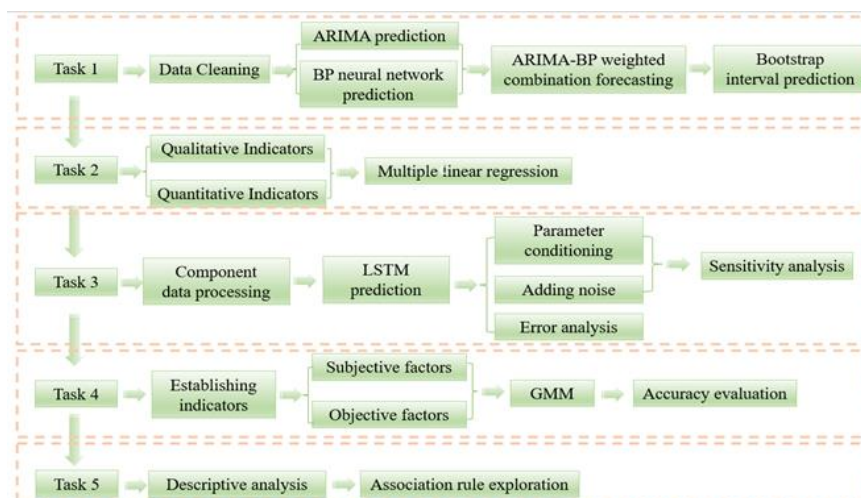 ARIMA prediction
Task 1
Data Cleaning
BP neural network
prediction
ARIMA-BP weighted
combination forecasting
Bootstrap
interval prediction
Qualitative Indicators
Task 2
Quantitative Indicators
Multiple linear regression
Task 3
Component
data processing
LSTM
prediction
Parameter
conditioning
Adding noise
Error analysis
Sensitivity analysis
Task 4
Establishing
indicators
Subjective factors
Objective factors
GMM
Accuracy evaluation
Task 5
Descriptive analysis
Association rule exploration